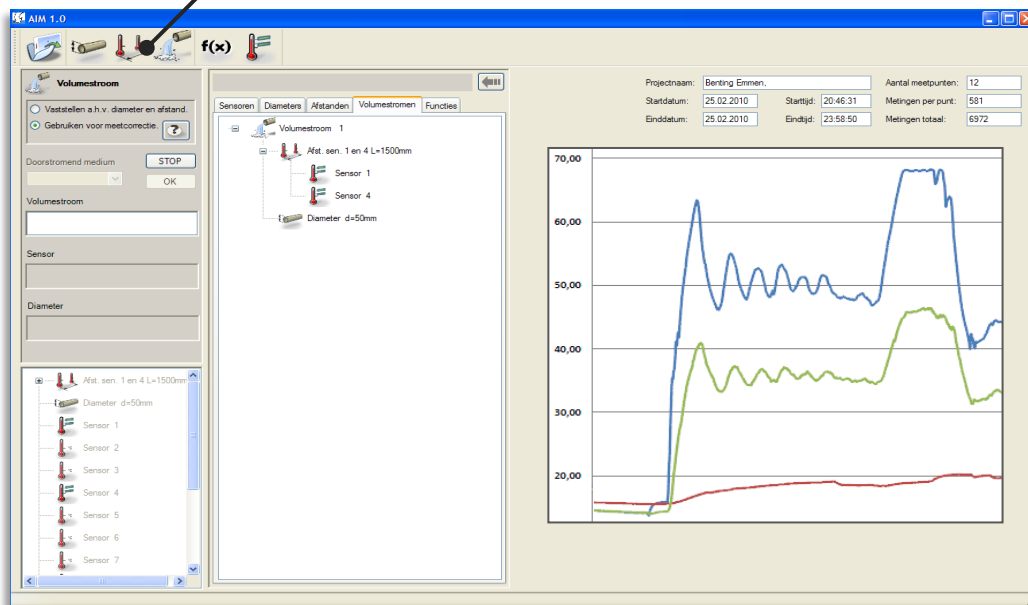 AIM 1.0
f(x)
Volumestroom
Vaststellen a.h.v. diameter en afstand.
Gebruiken voor meetcorrectie.
?
Doorstromend medium
STOP
OK
Volumestroom
Sensor
Diameter
Afst. sen. 1 en 4 L=1500mm
Diameter d=50mm
Sensor 1
Sensor 2
Sensor 3
Sensor 4
Sensor 5
Sensor 6
Sensor 7
Sensoren Diameters Afstanden Volumestromen Functies
Volumestroom 1
Afst. sen. 1 en 4 L=1500mm
Sensor 1
Sensor 4
Diameter d=50mm
Projectnaam: Benting Emmen, Aantal meetpunten: 12
Startdatum: 25.02.2010 Starttijd: 20:46:31 Metingen per punt: 581
Einddatum: 25.02.2010 Eindtijd: 23:58:50 Metingen totaal: 6972
70,00
60,00
50,00
40,00
30,00
20,00